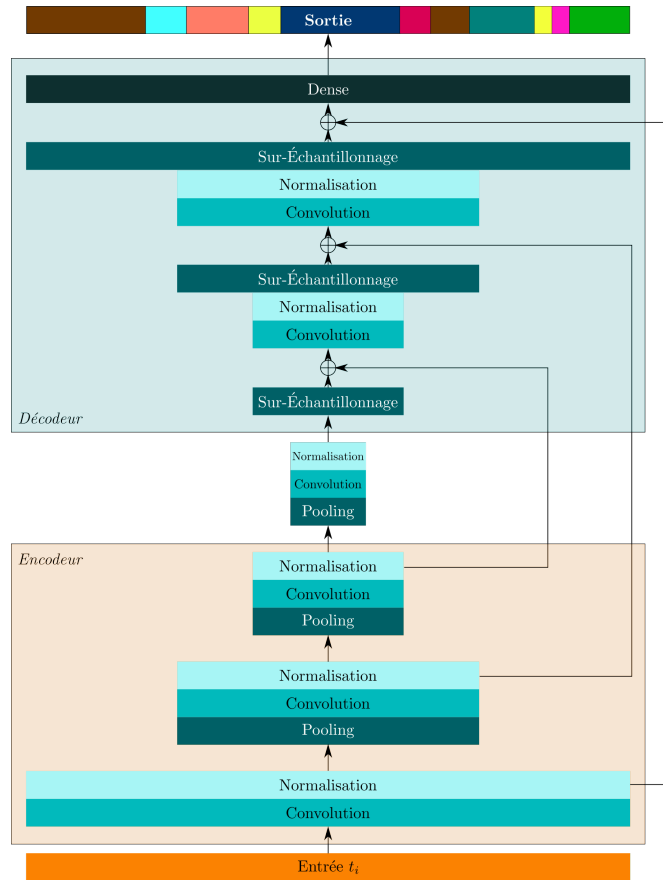 Sortie
Dense
Sur-Échantillonnage
Normalisation
Convolution
Sur-Échantillonnage
Normalisation
Convolution
Sur-Échantillonnage
Décodeur
Normalisation
Convolution
Pooling
Encodeur
Normalisation
Convolution
Pooling
Normalisation
Convolution
Pooling
Normalisation
Convolution
Entrée tᵢ